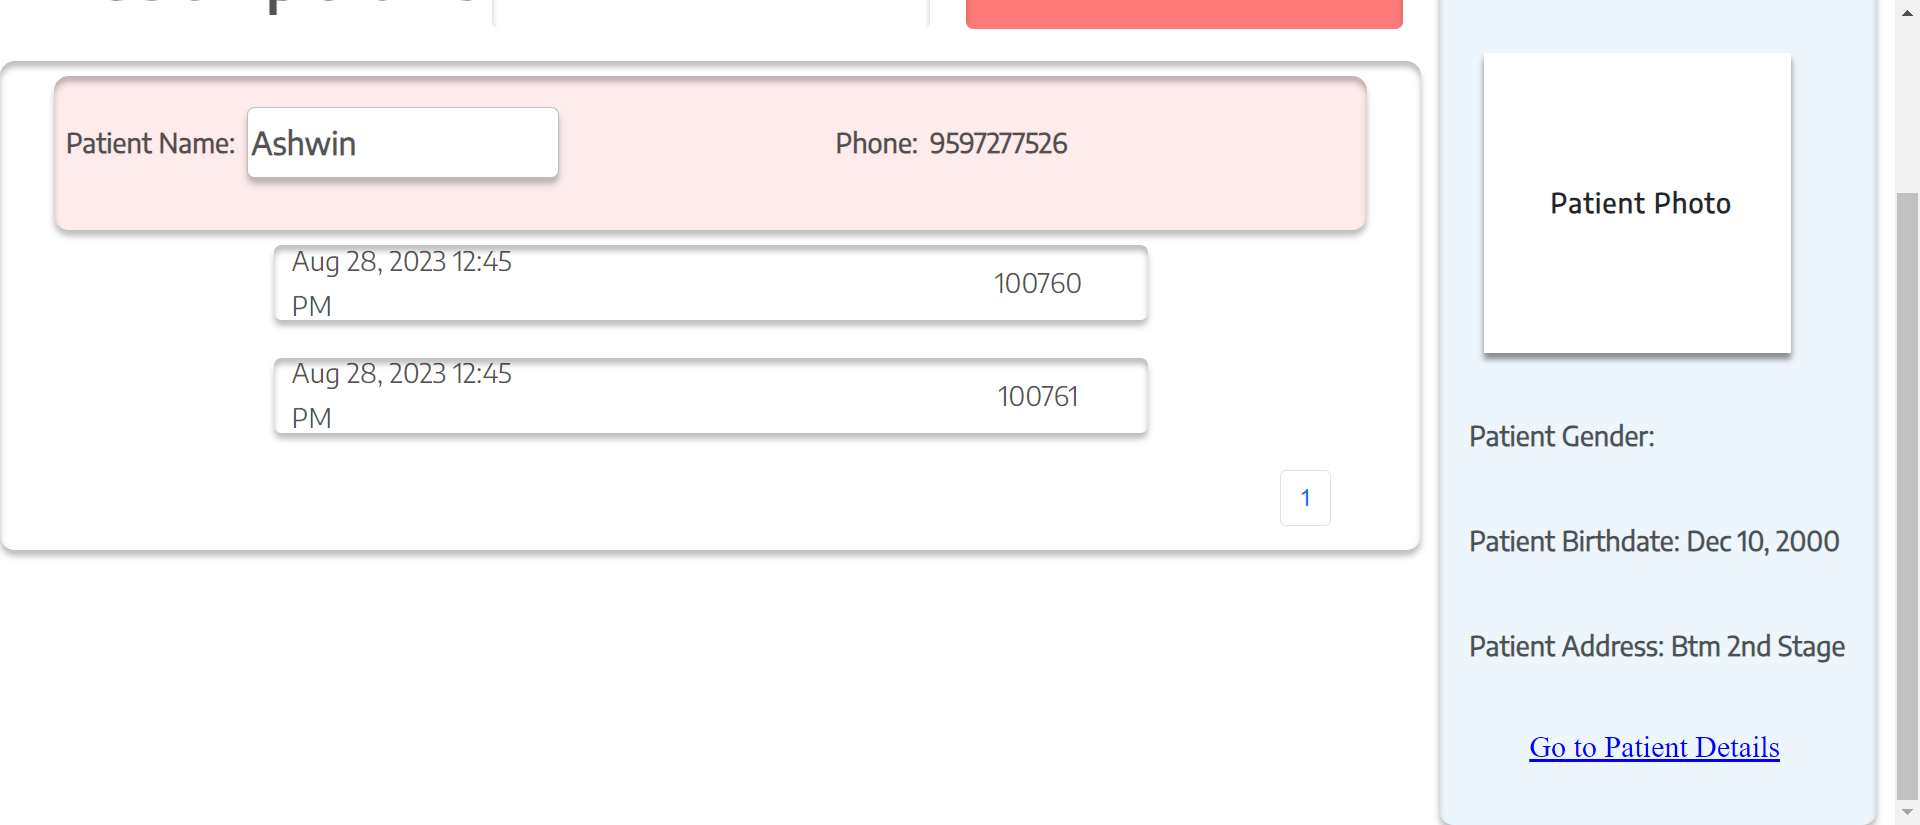 Patient Name: Ashwin
Phone: 9597277526
Aug 28, 2023 12:45
PM
100760
Aug 28, 2023 12:45
PM
100761
1
Patient Photo
Patient Gender:
Patient Birthdate: Dec 10, 2000
Patient Address: Btm 2nd Stage
Go to Patient Details